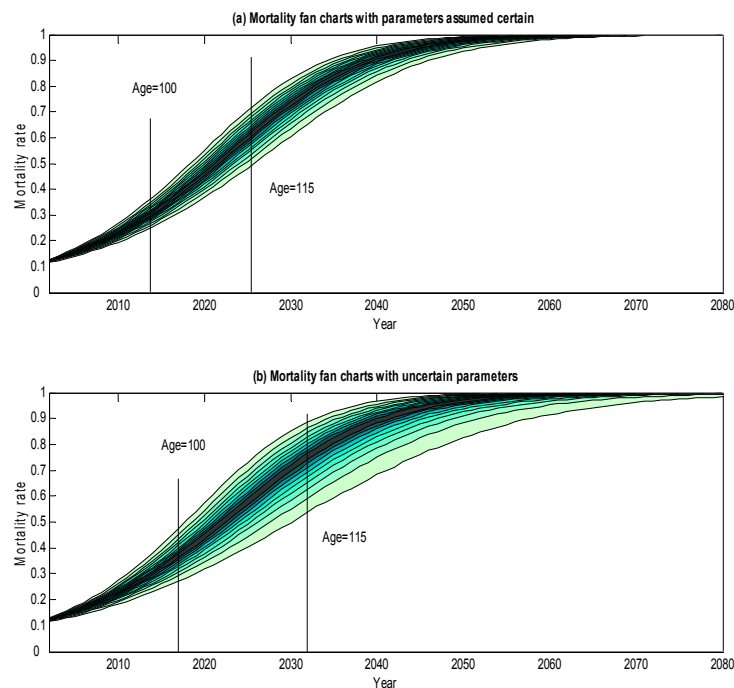 (a) Mortality fan charts with parameters assumed certain
1
0.9
0.8
0.7
0.6
0.5
0.4
0.3
0.2
0.1
0
Mortality rate
Age=100
Age=115
2010 2020 2030 2040 2050 2060 2070 2080
Year
(b) Mortality fan charts with uncertain parameters
1
0.9
0.8
0.7
0.6
0.5
0.4
0.3
0.2
0.1
0
Mortality rate
Age=100
Age=115
2010 2020 2030 2040 2050 2060 2070 2080
Year